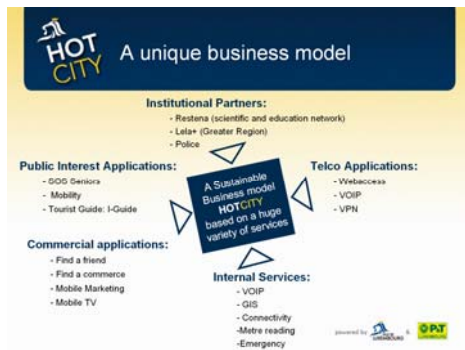 HOT
CITY
A unique business model
Institutional Partners:
- Restena (scientific and education network)
- Lela+ (Greater Region)
- Police
Public Interest Applications:
- SOS Seniors
- Mobility
- Tourist Guide: I-Guide
Telco Applications:
- Webaccess
- VOIP
- VPN
A Sustainable
Business model
HOTCITY
based on a huge
variety of services
Commercial applications:
- Find a friend
- Find a commerce
- Mobile Marketing
- Mobile TV
Internal Services:
- VOIP
- GIS
- Connectivity
-Metre reading
-Emergency
powered by
LUXEMBOURG
&
P&T
LUXEMBOURG